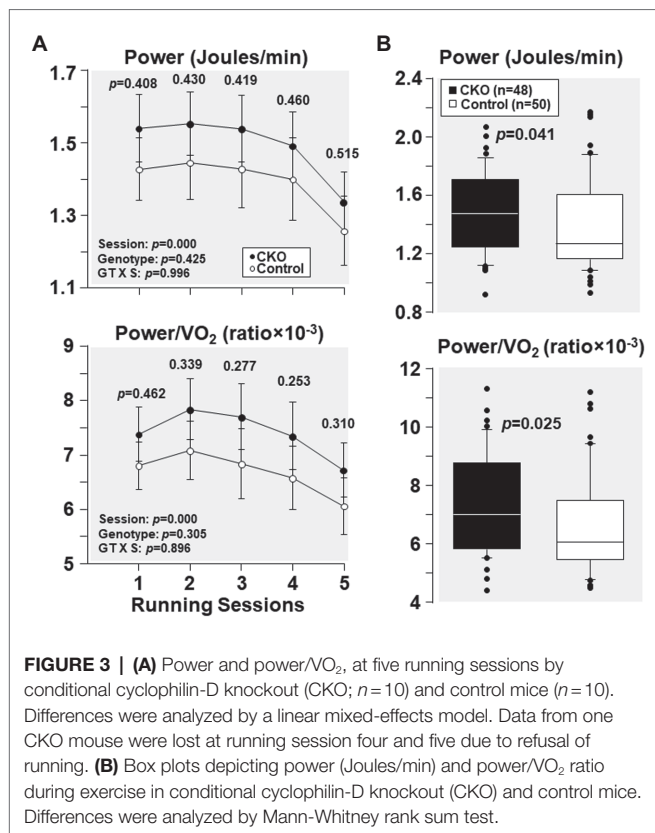 A
Power (Joules/min)
1.7
1.5
1.3
1.1
p=0.408
0.430
0.419
0.460
0.515
Session: p=0.000
Genotype: p=0.425
GT X S: p=0.996
CKO
Control
Power/VO₂ (ratio×10⁻³)
9
8
7
6
5
p=0.462
0.339
0.277
0.253
0.310
Session: p=0.000
Genotype: p=0.305
GT X S: p=0.896
1 2 3 4 5
Running Sessions
B
Power (Joules/min)
2.4
2.0
1.6
1.2
0.8
CKO (n=48)
Control (n=50)
p=0.041
Power/VO₂ (ratio×10⁻³)
12
10
8
6
4
p=0.025
FIGURE 3 | (A) Power and power/VO₂, at five running sessions by
conditional cyclophilin-D knockout (CKO; n=10) and control mice (n=10).
Differences were analyzed by a linear mixed-effects model. Data from one
CKO mouse were lost at running session four and five due to refusal of
running. (B) Box plots depicting power (Joules/min) and power/VO₂ ratio
during exercise in conditional cyclophilin-D knockout (CKO) and control mice.
Differences were analyzed by Mann-Whitney rank sum test.